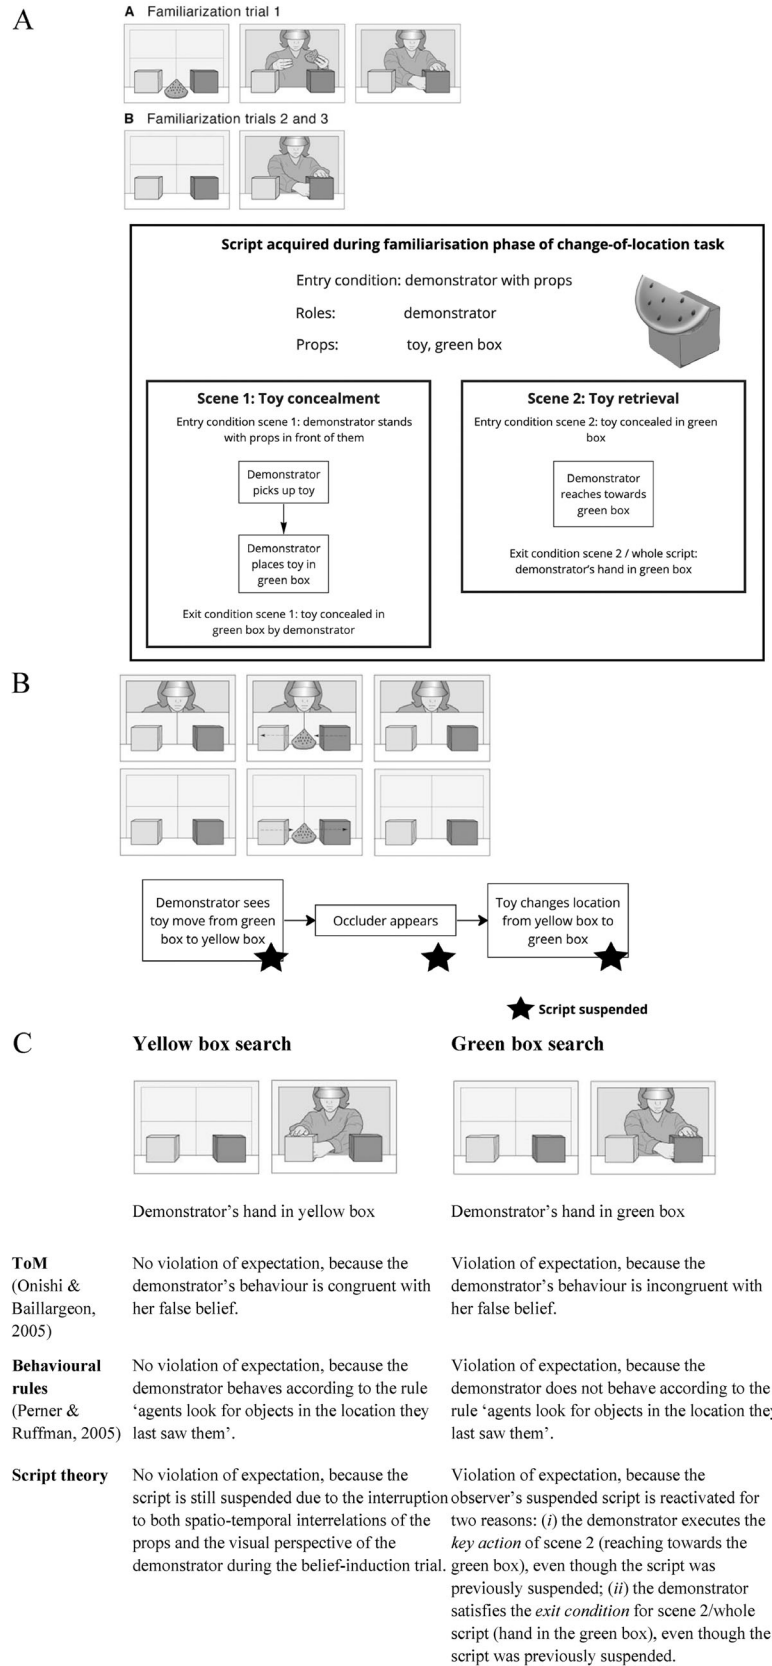 A
A Familiarization trial 1
B Familiarization trials 2 and 3
Script acquired during familiarisation phase of change-of-location task
Entry condition: demonstrator with props
Roles: demonstrator
Props: toy, green box
Scene 1: Toy concealment
Entry condition scene 1: demonstrator stands
with props in front of them
Demonstrator
picks up toy
Demonstrator
places toy in
green box
Exit condition scene 1: toy concealed in
green box by demonstrator
Scene 2: Toy retrieval
Entry condition scene 2: toy concealed in green
box
Demonstrator
reaches towards
green box
Exit condition scene 2 / whole script:
demonstrator's hand in green box
B
Demonstrator sees
toy move from green
box to yellow box
Occluder appears
Toy changes location
from yellow box to
green box
Script suspended
C
Yellow box search
Green box search
Demonstrator's hand in yellow box
Demonstrator's hand in green box
ToM
(Onishi &
Baillargeon,
2005)
No violation of expectation, because the
demonstrator's behaviour is congruent with
her false belief.
Violation of expectation, because the
demonstrator's behaviour is incongruent with
her false belief.
Behavioural
rules
(Perner &
Ruffman, 2005)
No violation of expectation, because the
demonstrator behaves according to the rule
‘agents look for objects in the location they
last saw them’.
Violation of expectation, because the
demonstrator does not behave according to the
rule ‘agents look for objects in the location they
last saw them’.
Script theory
No violation of expectation, because the
script is still suspended due to the interruption
to both spatio-temporal interrelations of the
props and the visual perspective of the
demonstrator during the belief-induction trial.
Violation of expectation, because the
observer's suspended script is reactivated for
two reasons: (i) the demonstrator executes the
key action of scene 2 (reaching towards the
green box), even though the script was
previously suspended; (ii) the demonstrator
satisfies the exit condition for scene 2/whole
script (hand in the green box), even though the
script was previously suspended.